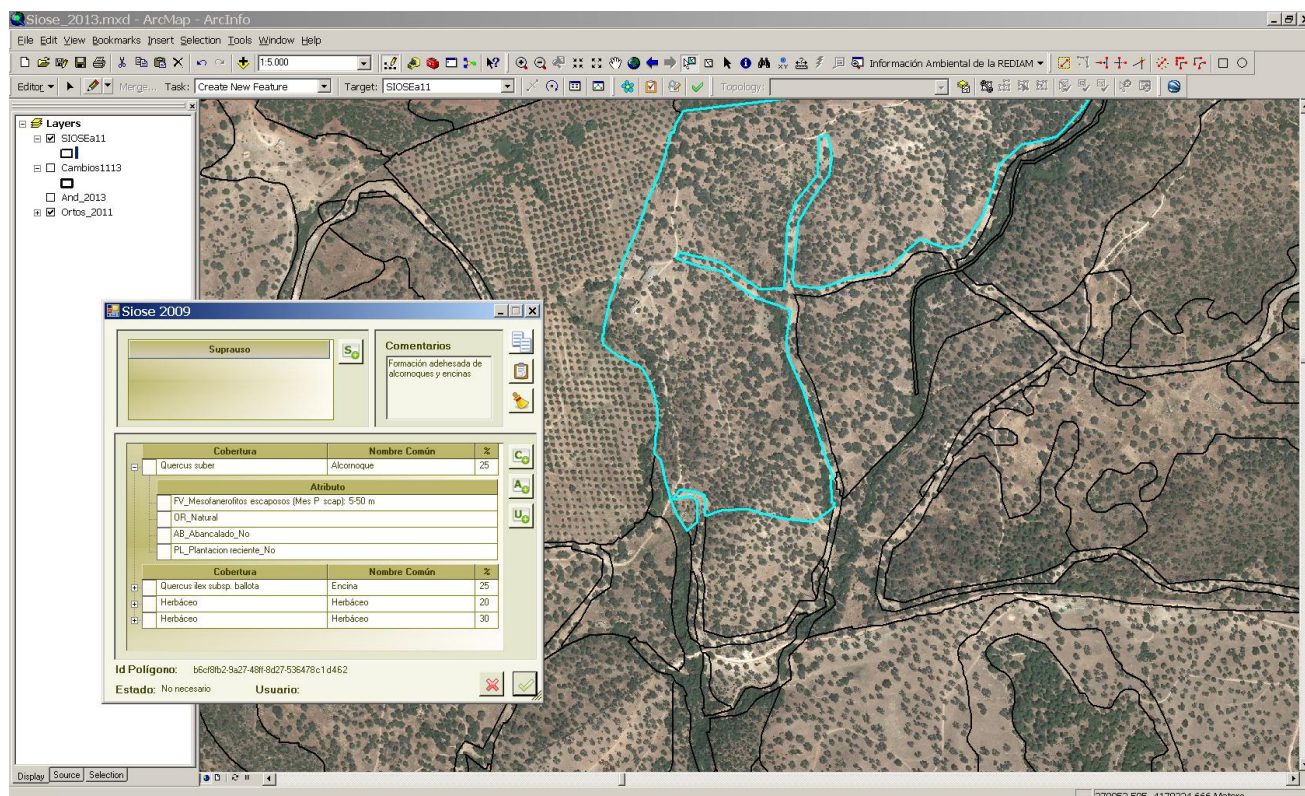 Siose_2013.mxd - ArcMap - ArcInfo
File Edit View Bookmarks Insert Selection Tools Window Help
1:5.000
Información Ambiental de la REDIAM
Editor
Merge... Task: Create New Feature Target: SIOSEa11
Topology:
Layers
SIOSEa11
Cambios1113
And_2013
Ortos_2011
Siose 2009
Suprauso
Comentarios
Formación adehesada de
alcornoques y encinas
Cobertura Nombre Común %
Quercus suber Alcornoque 25
Atributo
FV_Mesofanerofitos escaposos (Mes P scap); 5-50 m
OR_Natural
AB_Abancalado_No
PL_Plantacion reciente_No
Cobertura Nombre Común %
Quercus ilex subsp. ballota Encina 25
Herbáceo Herbáceo 20
Herbáceo Herbáceo 30
Id Polígono: b6cf8fb2-9a27-48ff-8d27-536478c1d462
Estado: No necesario Usuario:
Display Source Selection